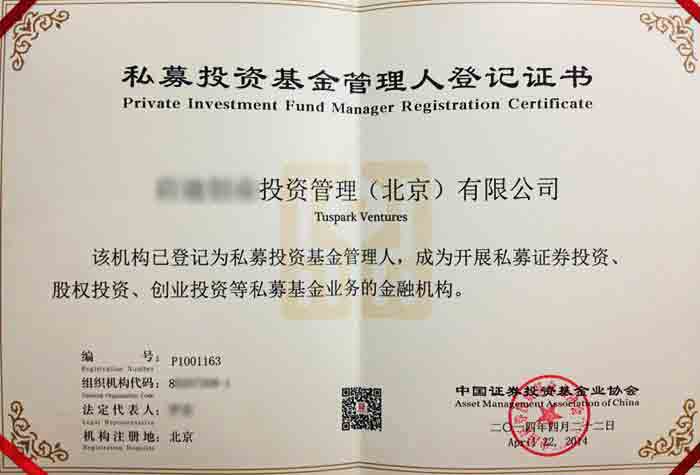 私募投资基金管理人登记证书
Private Investment Fund Manager Registration Certificate
投资管理（北京）有限公司
Tuspark Ventures
该机构已登记为私募投资基金管理人，成为开展私募证券投资、
股权投资、创业投资等私募基金业务的金融机构。
编 号： P1001163
Registration Number
组织机构代码： 8
法定代表人：
Legal Representative
机构注册地： 北京
中国证券投资基金业协会
Asset Management Association of China
二〇一四年四月二十二日
April 22, 2014